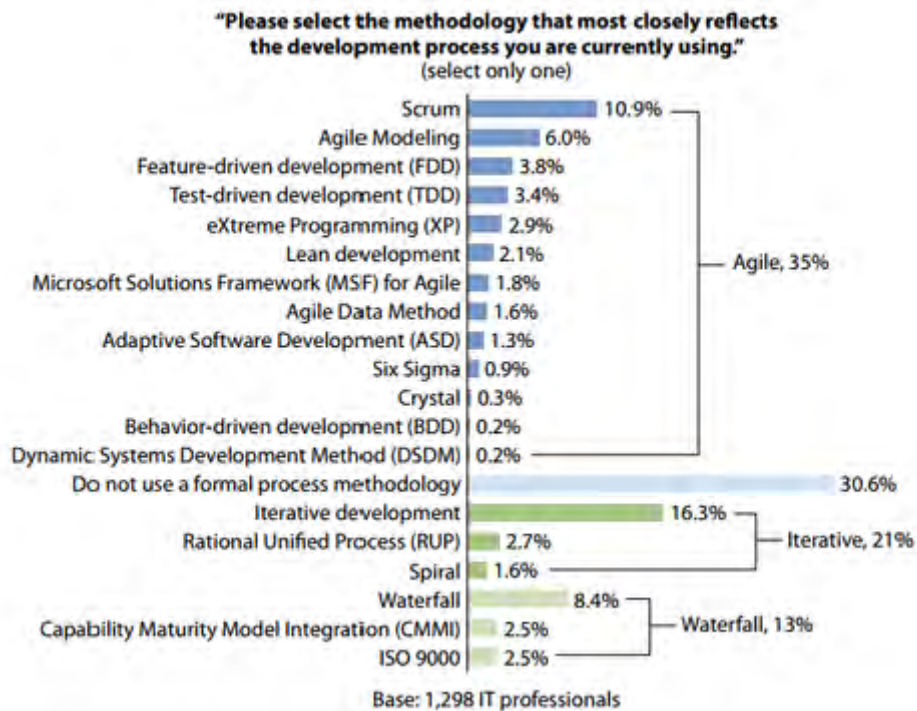 "Please select the methodology that most closely reflects
the development process you are currently using."
(select only one)
Scrum 10.9%
Agile Modeling 6.0%
Feature-driven development (FDD) 3.8%
Test-driven development (TDD) 3.4%
eXtreme Programming (XP) 2.9%
Lean development 2.1%
Agile, 35%
Microsoft Solutions Framework (MSF) for Agile 1.8%
Agile Data Method 1.6%
Adaptive Software Development (ASD) 1.3%
Six Sigma 0.9%
Crystal 0.3%
Behavior-driven development (BDD) 0.2%
Dynamic Systems Development Method (DSDM) 0.2%
Do not use a formal process methodology 30.6%
Iterative development 16.3%
Rational Unified Process (RUP) 2.7% Iterative, 21%
Spiral 1.6%
Waterfall 8.4%
Capability Maturity Model Integration (CMMI) 2.5% Waterfall, 13%
ISO 9000 2.5%
Base: 1,298 IT professionals